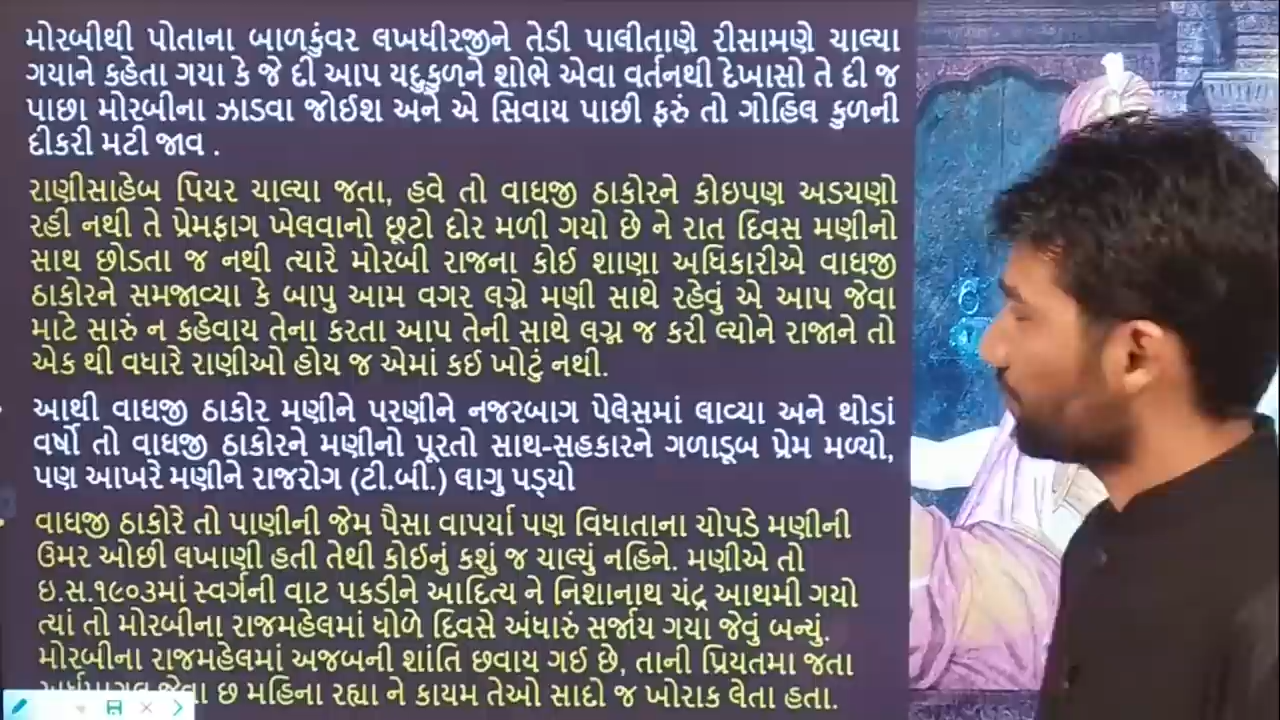 મોરબીથી પોતાના બાળકુંવર લખધીરજીને તેડી પાલીતાણે રીસામણે ચાલ્યા
ગયાને કહેતા ગયા કે જે દી આપ યદુકુળને શોભે એવા વર્તનથી દેખાસો તે દી જ
પાછા મોરબીના ઝાડવા જોઈશ અને એ સિવાય પાછી ફરું તો ગોહિલ કુળની
દીકરી મટી જાવ .
રાણીસાહેબ પિયર ચાલ્યા જતા, હવે તો વાઘજી ઠાકોરને કોઇપણ અડચણો
રહી નથી તે પ્રેમફાગ ખેલવાનો છૂટો દોર મળી ગયો છે ને રાત દિવસ મણીનો
સાથ છોડતા જ નથી ત્યારે મોરબી રાજના કોઈ શાણા અધિકારીએ વાઘજી
ઠાકોરને સમજાવ્યા કે બાપુ આમ વગર લગ્ને મણી સાથે રહેવું એ આપ જેવા
માટે સારું ન કહેવાય તેના કરતા આપ તેની સાથે લગ્ન જ કરી લ્યોને રાજાને તો
એક થી વધારે રાણીઓ હોય જ એમાં કઈ ખોટું નથી.
આથી વાઘજી ઠાકોર મણીને પરણીને નજરબાગ પેલેસમાં લાવ્યા અને થોડાં
વર્ષો તો વાઘજી ઠાકોરને મણીનો પૂરતો સાથ-સહકારને ગળાડૂબ પ્રેમ મળ્યો,
પણ આખરે મણીને રાજરોગ (ટી.બી.) લાગુ પડ્યો
વાઘજી ઠાકોરે તો પાણીની જેમ પૈસા વાપર્યા પણ વિધાતાના ચોપડે મણીની
ઉમર ઓછી લખાણી હતી તેથી કોઈનું કશું જ ચાલ્યું નહિને. મણીએ તો
ઇ.સ.૧૯૦૩માં સ્વર્ગની વાટ પકડીને આદિત્ય ને નિશાનાથ ચંદ્ર આથમી ગયો
ત્યાં તો મોરબીના રાજમહેલમાં ધોળે દિવસે અંધારું સર્જાય ગયા જેવું બન્યું.
મોરબીના રાજમહેલમાં અજબની શાંતિ છવાય ગઈ છે, તાની પ્રિયતમા જતા
જેવા છ મહિના રહ્યા ને કાયમ તેઓ સાદો જ ખોરાક લેતા હતા.